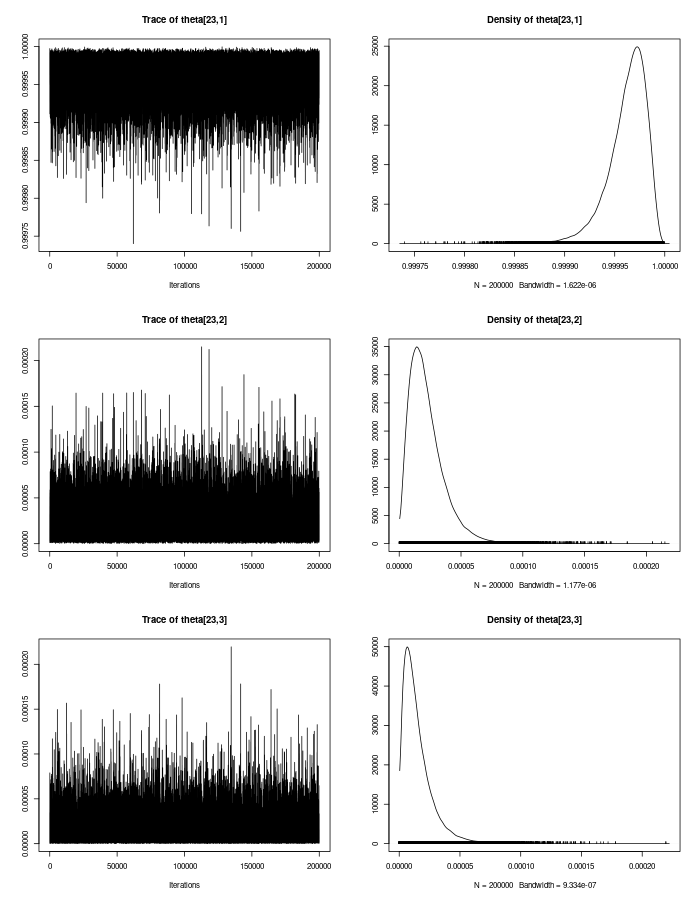 Trace of theta[23,1]
0.99975 0.99980 0.99985 0.99990 0.99995 1.00000
0 50000 100000 150000 200000
Iterations
Density of theta[23,1]
0 5000 10000 15000 20000 25000
0.99975 0.99980 0.99985 0.99990 0.99995 1.00000
N = 200000 Bandwidth = 1.622e-06
Trace of theta[23,2]
0.00000 0.00005 0.00010 0.00015 0.00020
0 50000 100000 150000 200000
Iterations
Density of theta[23,2]
0 5000 10000 15000 20000 25000 30000 35000
0.00000 0.00005 0.00010 0.00015 0.00020
N = 200000 Bandwidth = 1.177e-06
Trace of theta[23,3]
0.00000 0.00005 0.00010 0.00015 0.00020
0 50000 100000 150000 200000
Iterations
Density of theta[23,3]
0 10000 20000 30000 40000 50000
0.00000 0.00005 0.00010 0.00015 0.00020
N = 200000 Bandwidth = 9.334e-07